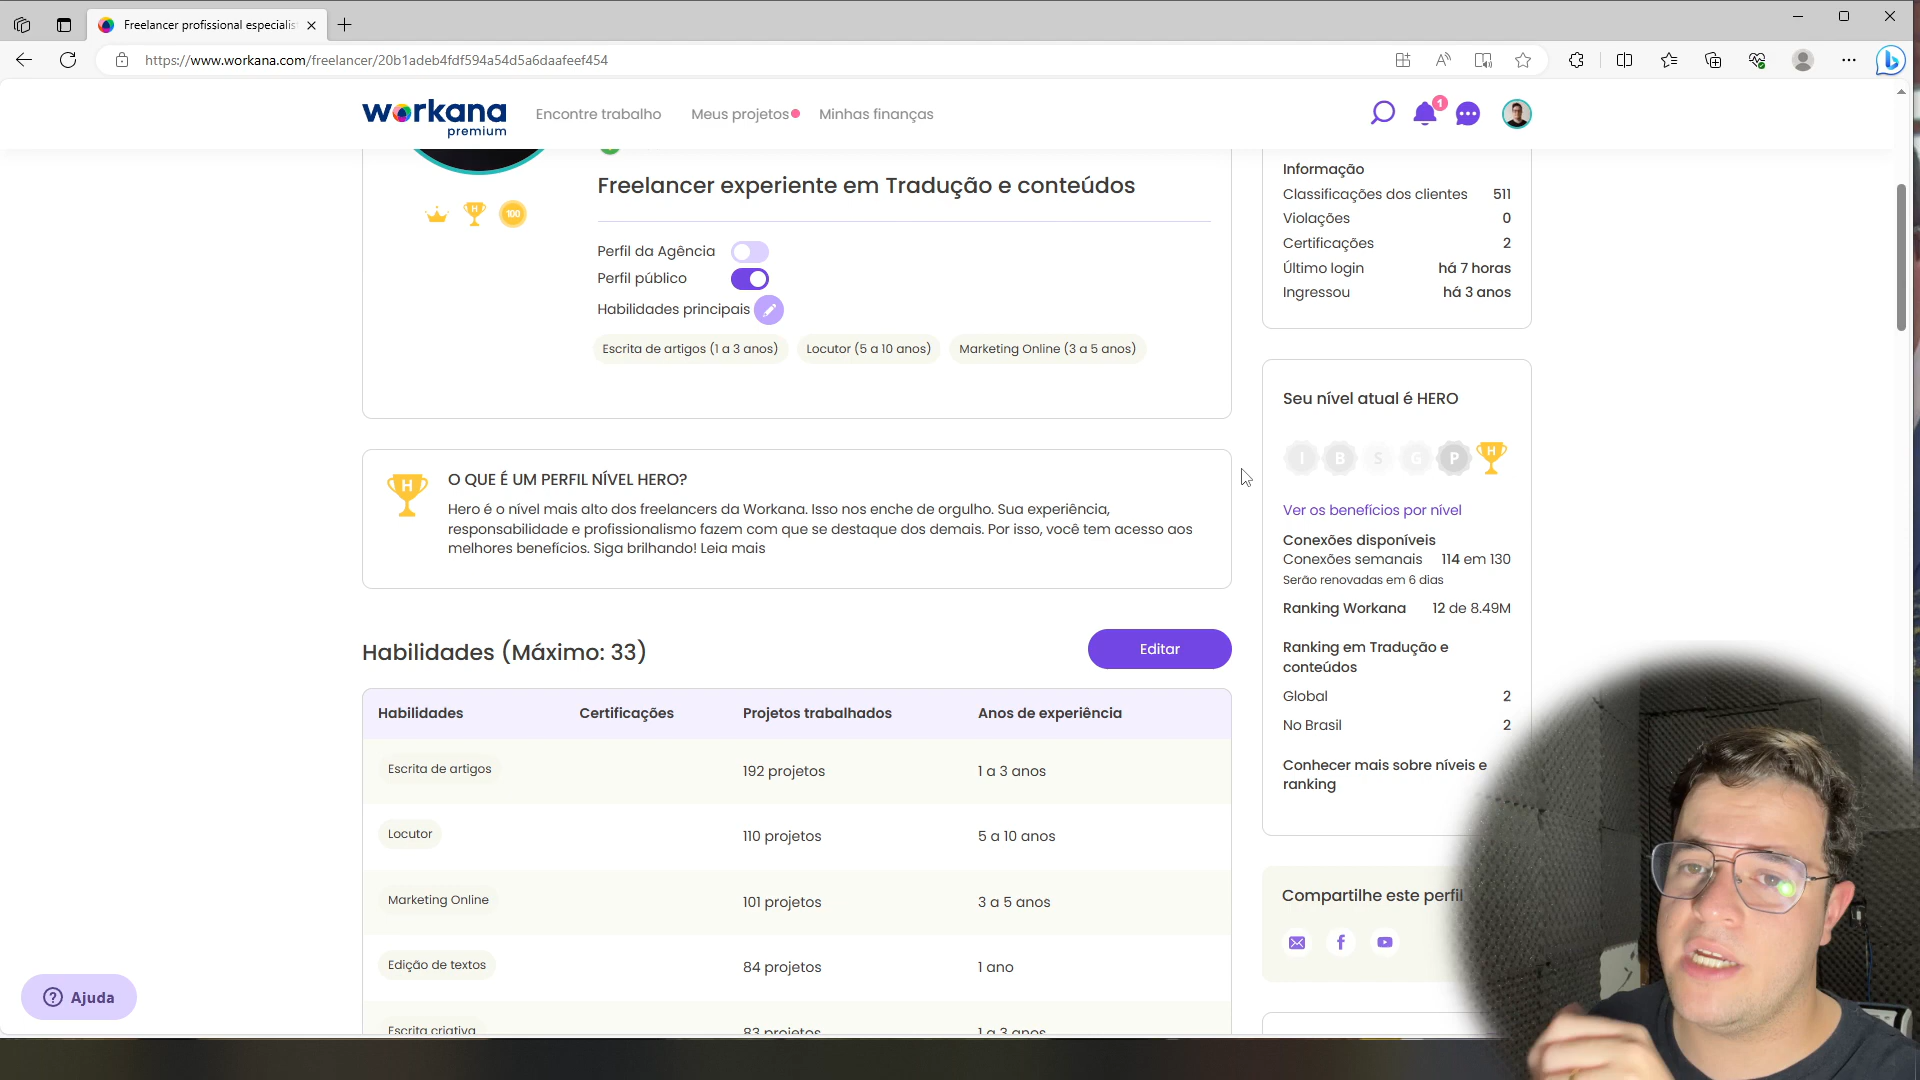 Freelancer profissional especialis
https://www.workana.com/freelancer/20b1adeb4fdf594a54d5a6daafeef454
workana
premium
Encontre trabalho
Meus projetos
Minhas finanças
1
100
H
Freelancer experiente em Tradução e conteúdos
Perfil da Agência
Perfil público
Habilidades principais
Escrita de artigos (1 a 3 anos)
Locutor (5 a 10 anos)
Marketing Online (3 a 5 anos)
H
O QUE É UM PERFIL NÍVEL HERO?
Hero é o nível mais alto dos freelancers da Workana. Isso nos enche de orgulho. Sua experiência,
responsabilidade e profissionalismo fazem com que se destaque dos demais. Por isso, você tem acesso aos
melhores benefícios. Siga brilhando! Leia mais
Habilidades (Máximo: 33)
Editar
Habilidades Certificações Projetos trabalhados Anos de experiência
Escrita de artigos 192 projetos 1 a 3 anos
Locutor 110 projetos 5 a 10 anos
Marketing Online 101 projetos 3 a 5 anos
Edição de textos 84 projetos 1 ano
Escrita criativa 83 projetos 1 a 3 anos
Ajuda
Informação
Classificações dos clientes 511
Violações 0
Certificações 2
Último login há 7 horas
Ingressou há 3 anos
Seu nível atual é HERO
I B S G P H
Ver os benefícios por nível
Conexões disponíveis
Conexões semanais 114 em 130
Serão renovadas em 6 dias
Ranking Workana 12 de 8.49M
Ranking em Tradução e
conteúdos
Global 2
No Brasil 2
Conhecer mais sobre níveis e
ranking
Compartilhe este perfil